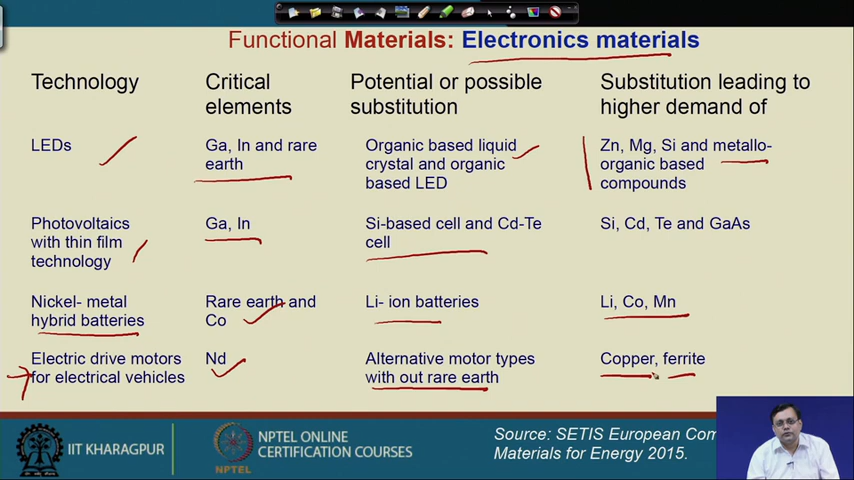 Functional Materials: Electronics materials
Technology
Critical
elements
Potential or possible
substitution
Substitution leading to
higher demand of
LEDs
Ga, In and rare
earth
Organic based liquid
crystal and organic
based LED
Zn, Mg, Si and metallo-
organic based
compounds
Photovoltaics
with thin film
technology
Ga, In
Si-based cell and Cd-Te
cell
Si, Cd, Te and GaAs
Nickel- metal
hybrid batteries
Rare earth and
Co
Li- ion batteries
Li, Co, Mn
Electric drive motors
for electrical vehicles
Nd
Alternative motor types
with out rare earth
Copper, ferrite
IIT KHARAGPUR
NPTEL
NPTEL ONLINE
CERTIFICATION COURSES
Source: SETIS European Com
Materials for Energy 2015.